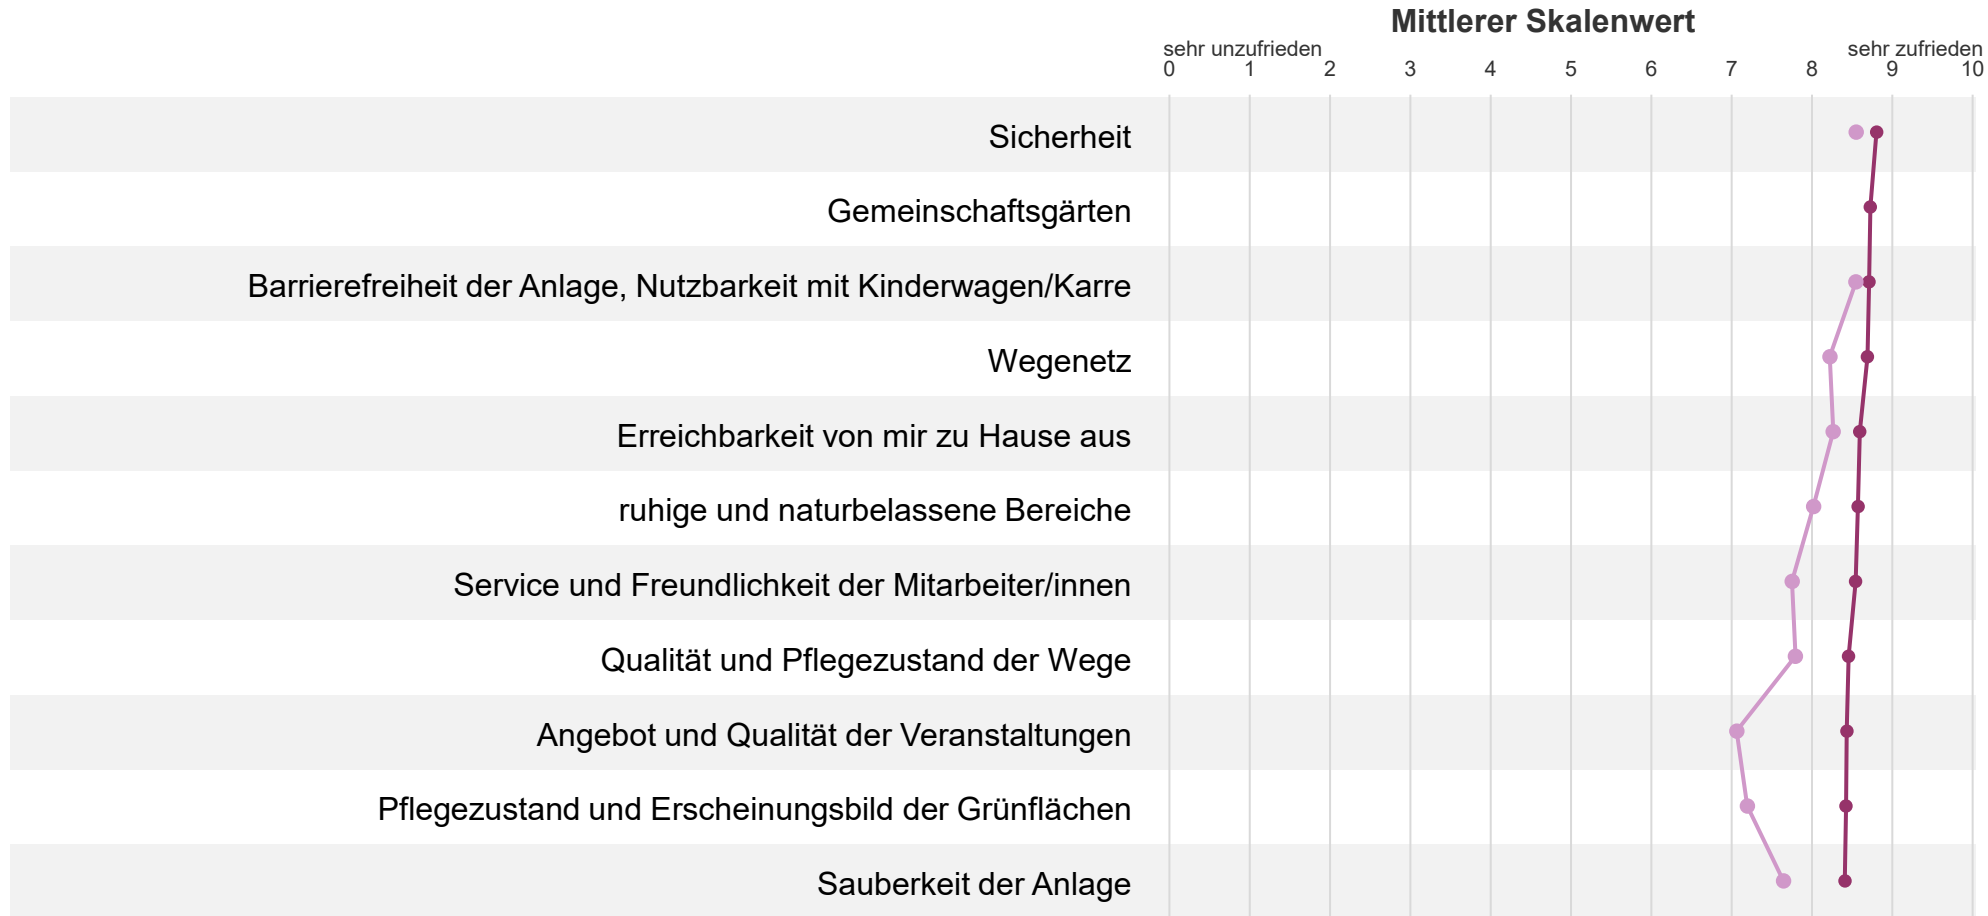 Mittlerer Skalenwert
sehr unzufrieden sehr zufrieden
0 1 2 3 4 5 6 7 8 9 10
Sicherheit
Gemeinschaftsgärten
Barrierefreiheit der Anlage, Nutzbarkeit mit Kinderwagen/Karre
Wegenetz
Erreichbarkeit von mir zu Hause aus
ruhige und naturbelassene Bereiche
Service und Freundlichkeit der Mitarbeiter/innen
Qualität und Pflegezustand der Wege
Angebot und Qualität der Veranstaltungen
Pflegezustand und Erscheinungsbild der Grünflächen
Sauberkeit der Anlage